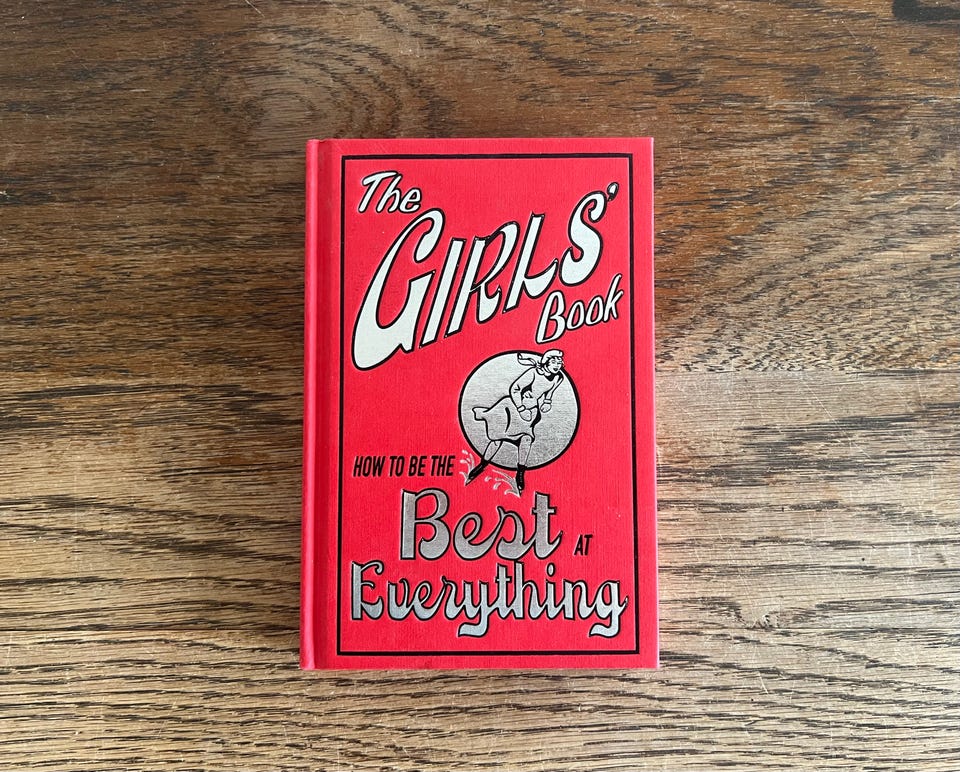 The
GIRLS'
Book
HOW TO BE THE
Best AT
Everything